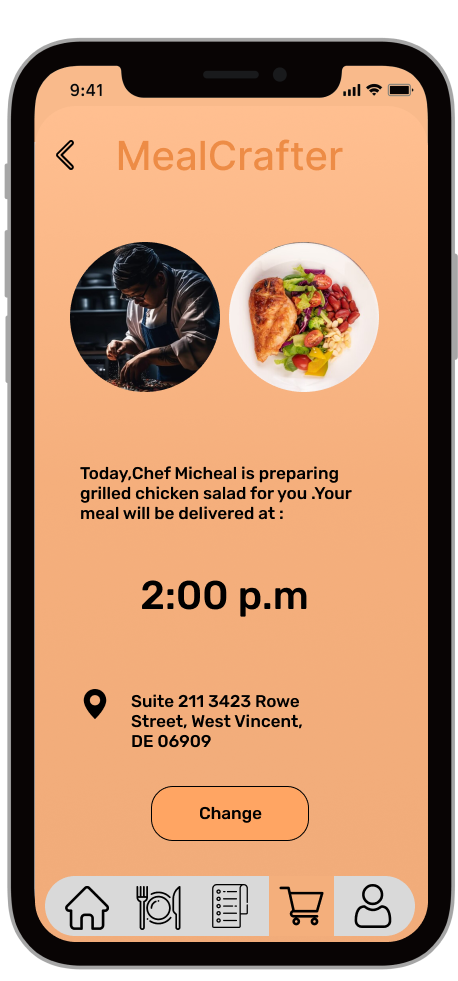 9:41
MealCrafter
Today,Chef Micheal is preparing
grilled chicken salad for you .Your
meal will be delivered at :
2:00 p.m
Suite 211 3423 Rowe
Street, West Vincent,
DE 06909
Change